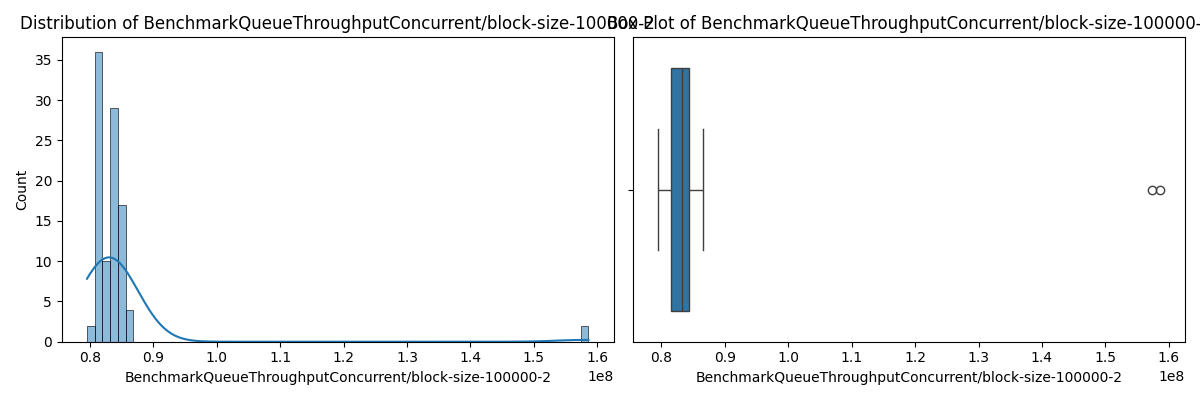 Distribution of BenchmarkQueueThroughputConcurrent/block-size-100000-2
Box Plot of BenchmarkQueueThroughputConcurrent/block-size-100000-
35
30
25
20
15
10
5
0
Count
0.8 0.9 1.0 1.1 1.2 1.3 1.4 1.5 1.6
1e8
BenchmarkQueueThroughputConcurrent/block-size-100000-2
0.8 0.9 1.0 1.1 1.2 1.3 1.4 1.5 1.6
1e8
BenchmarkQueueThroughputConcurrent/block-size-100000-2